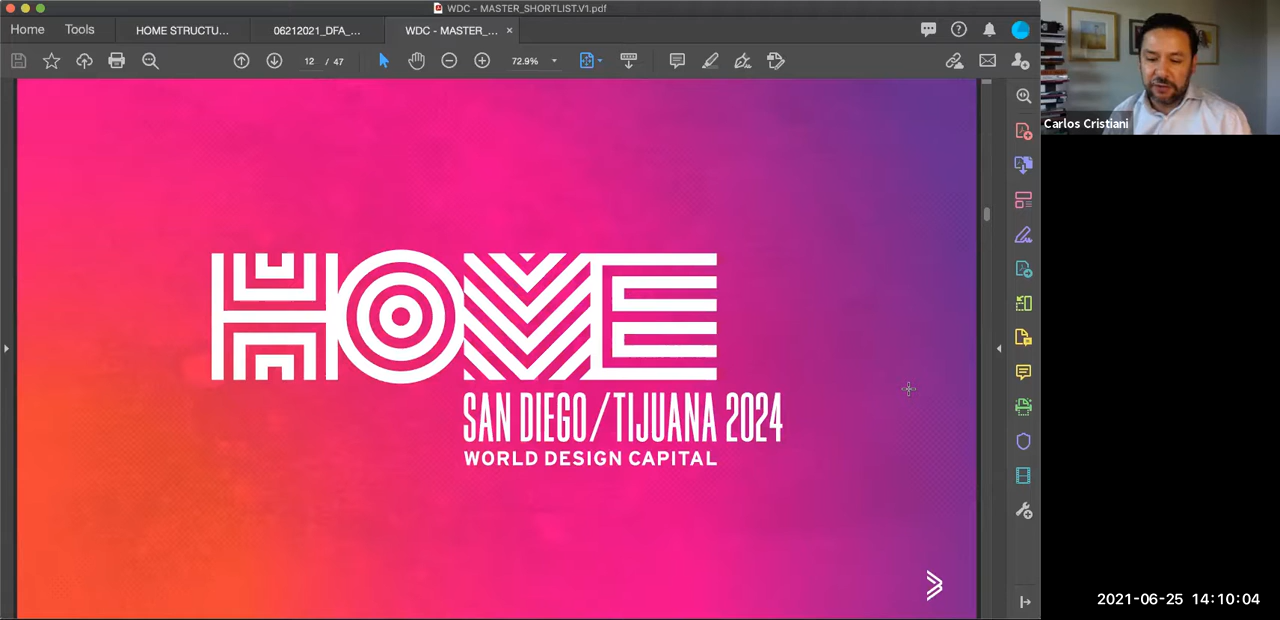 WDC - MASTER_SHORTLIST.V1.pdf
Home Tools HOME STRUCTU... 06212021_DFA_... WDC - MASTER_... ×
12 / 47 72.9%
Carlos Cristiani
HOME
SAN DIEGO/TIJUANA 2024
WORLD DESIGN CAPITAL
2021-06-25 14:10:04